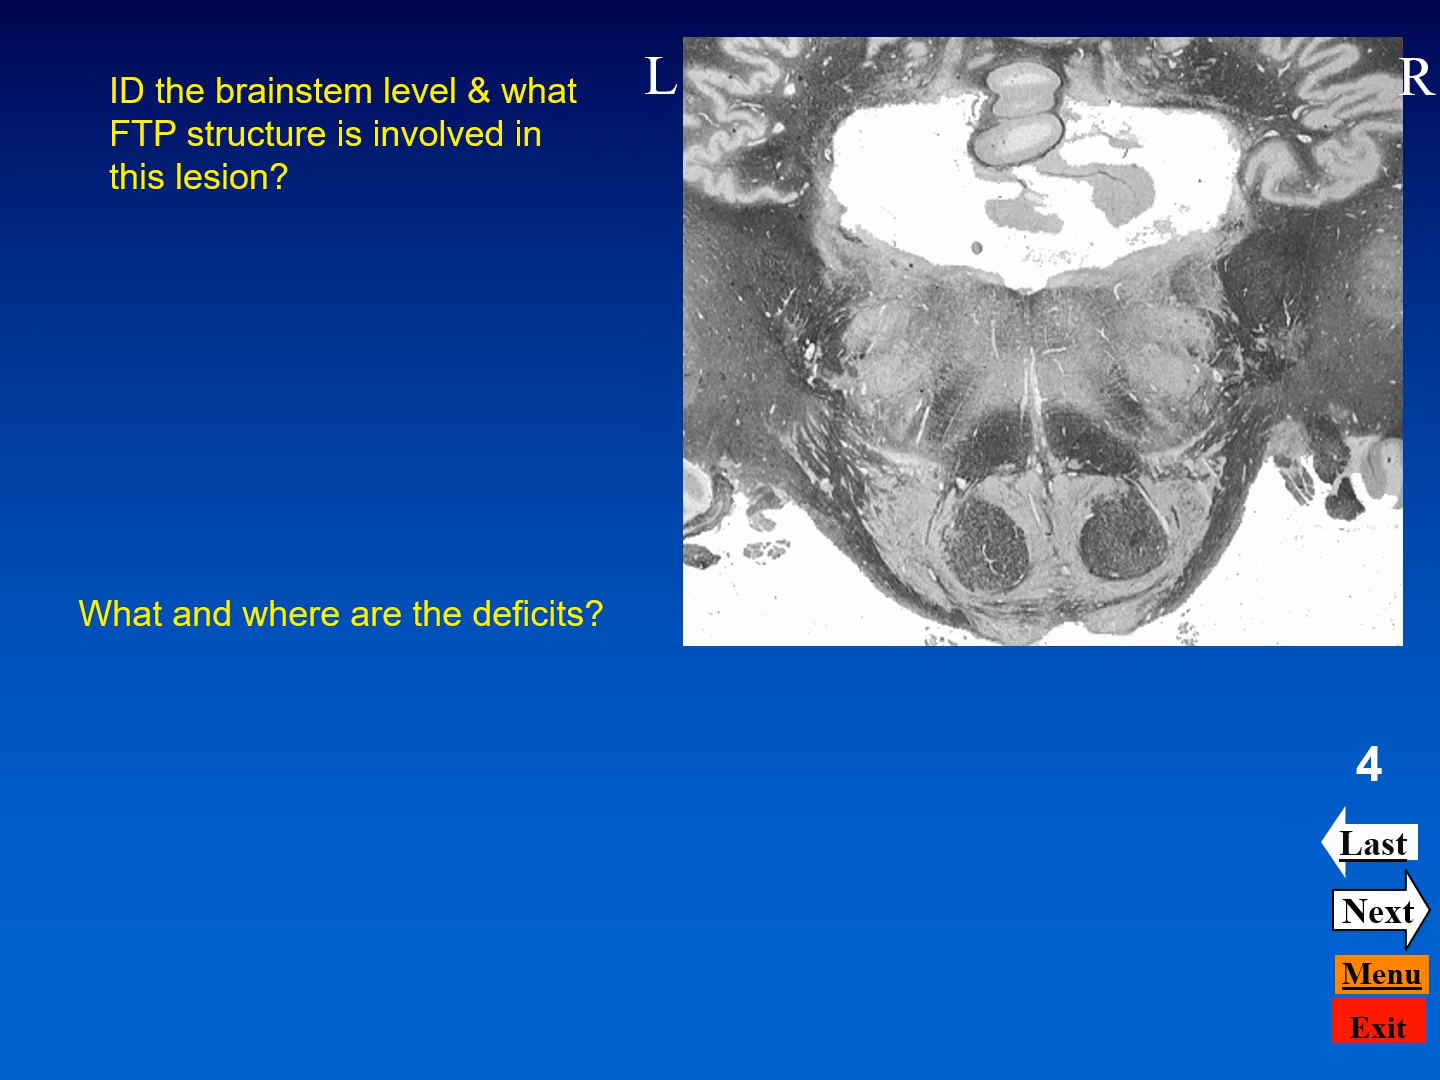 ID the brainstem level & what
FTP structure is involved in
this lesion?
L
R
What and where are the deficits?
4
Last
Next
Menu
Exit